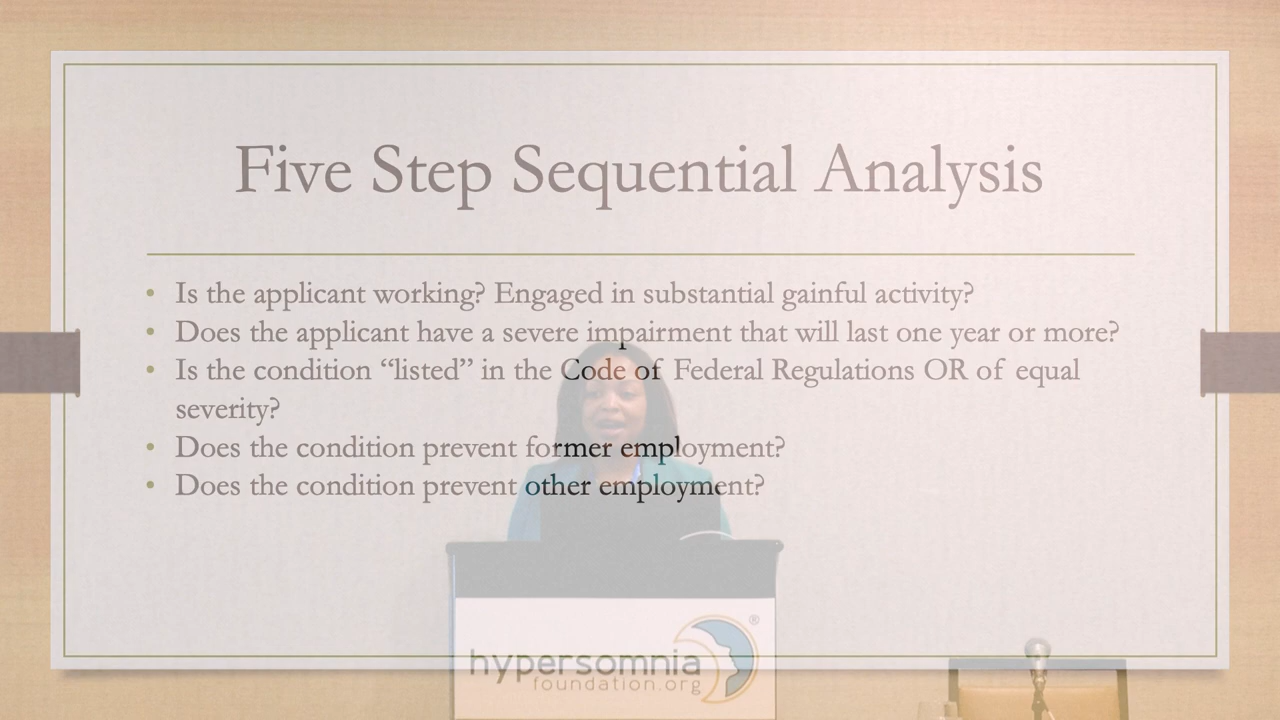 Five Step Sequential Analysis
• Is the applicant working? Engaged in substantial gainful activity?
• Does the applicant have a severe impairment that will last one year or more?
• Is the condition “listed” in the Code of Federal Regulations OR of equal
severity?
• Does the condition prevent former employment?
• Does the condition prevent other employment?
hypersomnia®
foundation.org